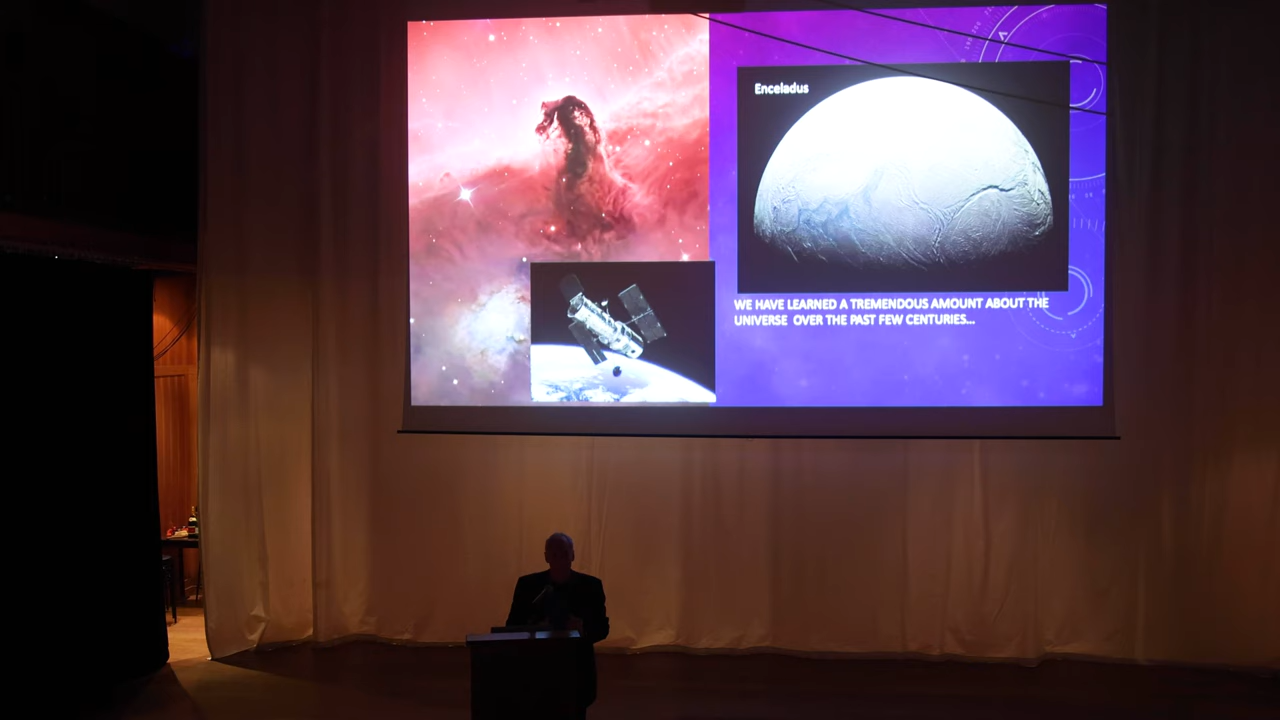 Enceladus
WE HAVE LEARNED A TREMENDOUS AMOUNT ABOUT THE
UNIVERSE OVER THE PAST FEW CENTURIES...